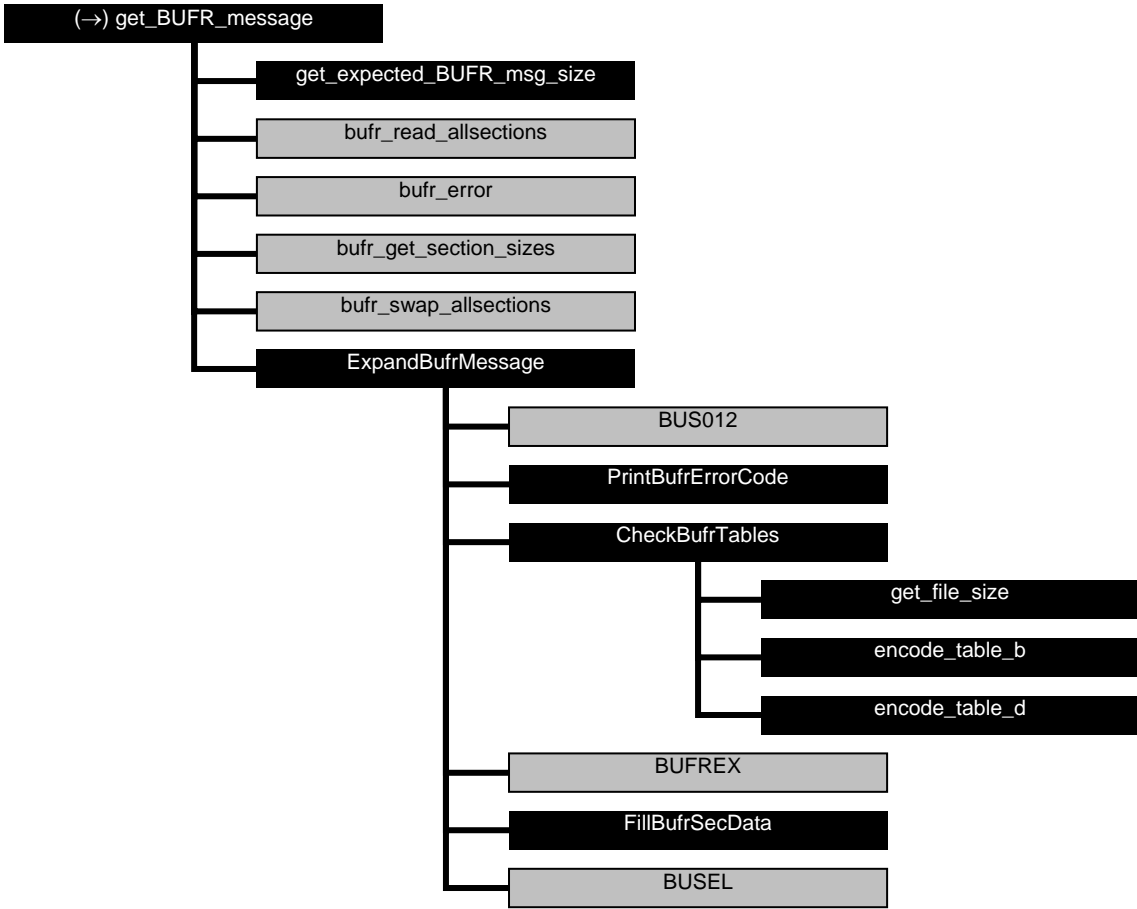 (→) get_BUFR_message
get_expected_BUFR_msg_size
bufr_read_allsections
bufr_error
bufr_get_section_sizes
bufr_swap_allsections
ExpandBufrMessage
BUS012
PrintBufrErrorCode
CheckBufrTables
get_file_size
encode_table_b
encode_table_d
BUFREX
FillBufrSecData
BUSEL